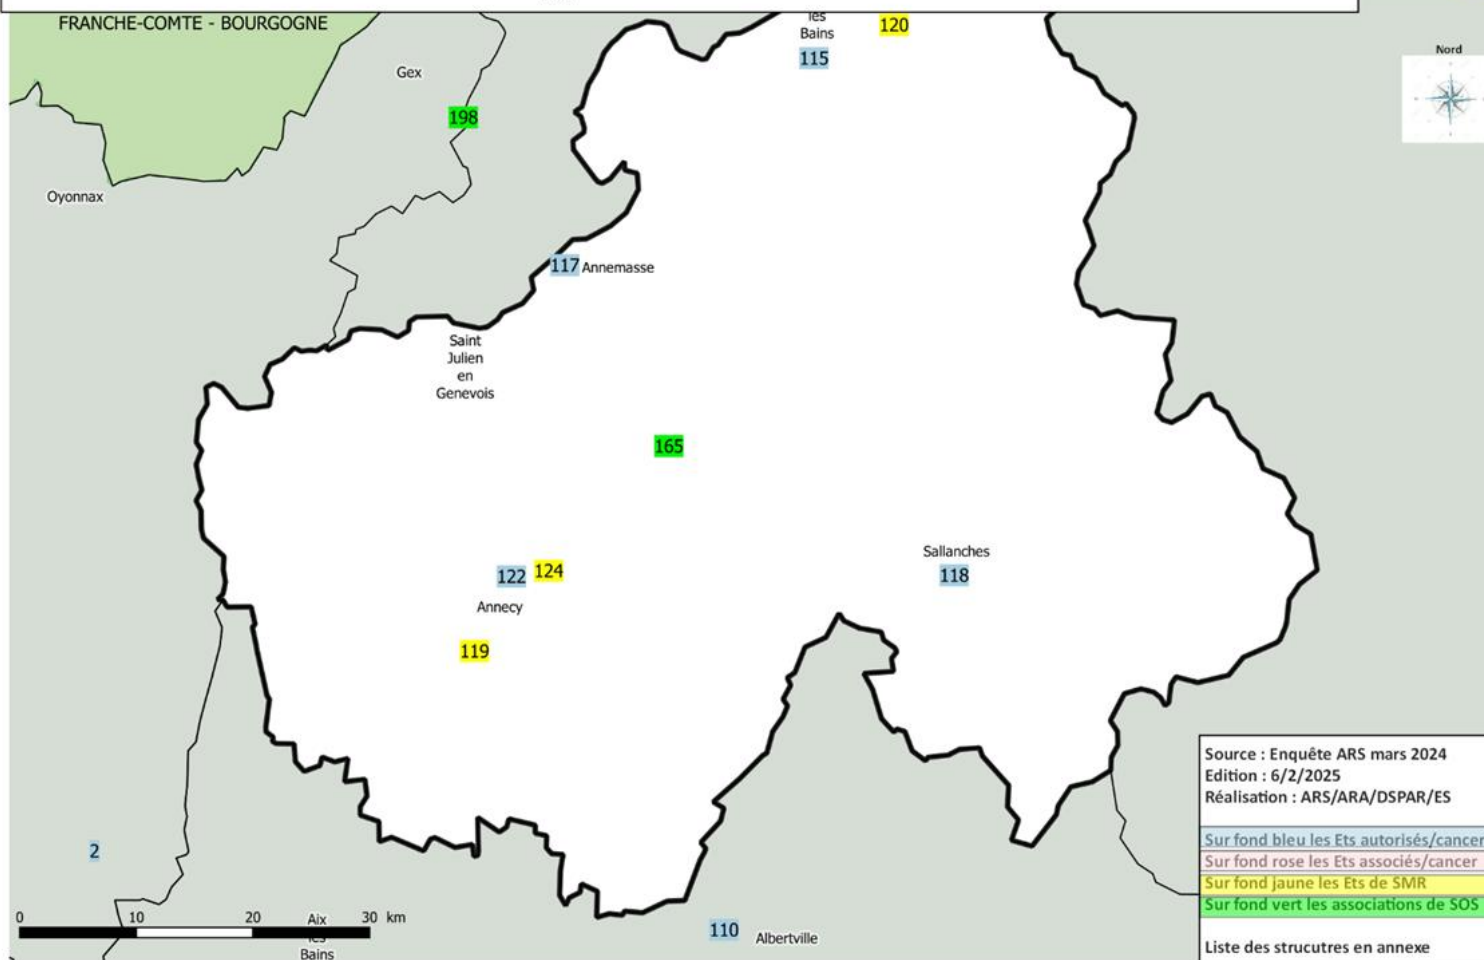 les
Bains
120
FRANCHE-COMTE - BOURGOGNE
115
Nord
Gex
198
Oyonnax
117 Annemasse
Saint
Julien
en
Genevois
165
Sallanches
118
122
124
Annecy
119
2
0 10 20 30 km
Aix
les
Bains
110
Albertville
Source : Enquête ARS mars 2024
Edition : 6/2/2025
Réalisation : ARS/ARA/DSPAR/ES
Sur fond bleu les Ets autorisés/cancer
Sur fond rose les Ets associés/cancer
Sur fond jaune les Ets de SMR
Sur fond vert les associations de SOS
Liste des strucutres en annexe